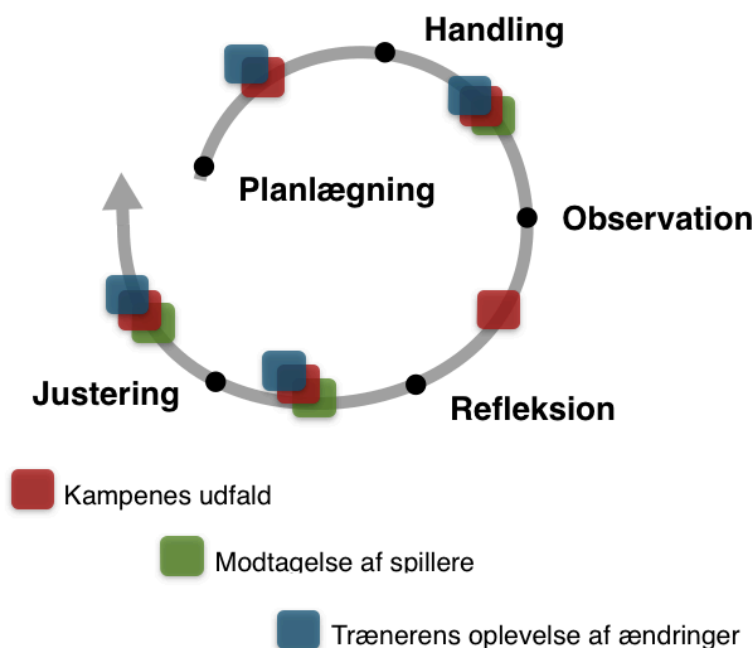 Handling
Planlægning
Observation
Justering
Refleksion
Kampenes udfald
Modtagelse af spillere
Trænerens oplevelse af ændringer